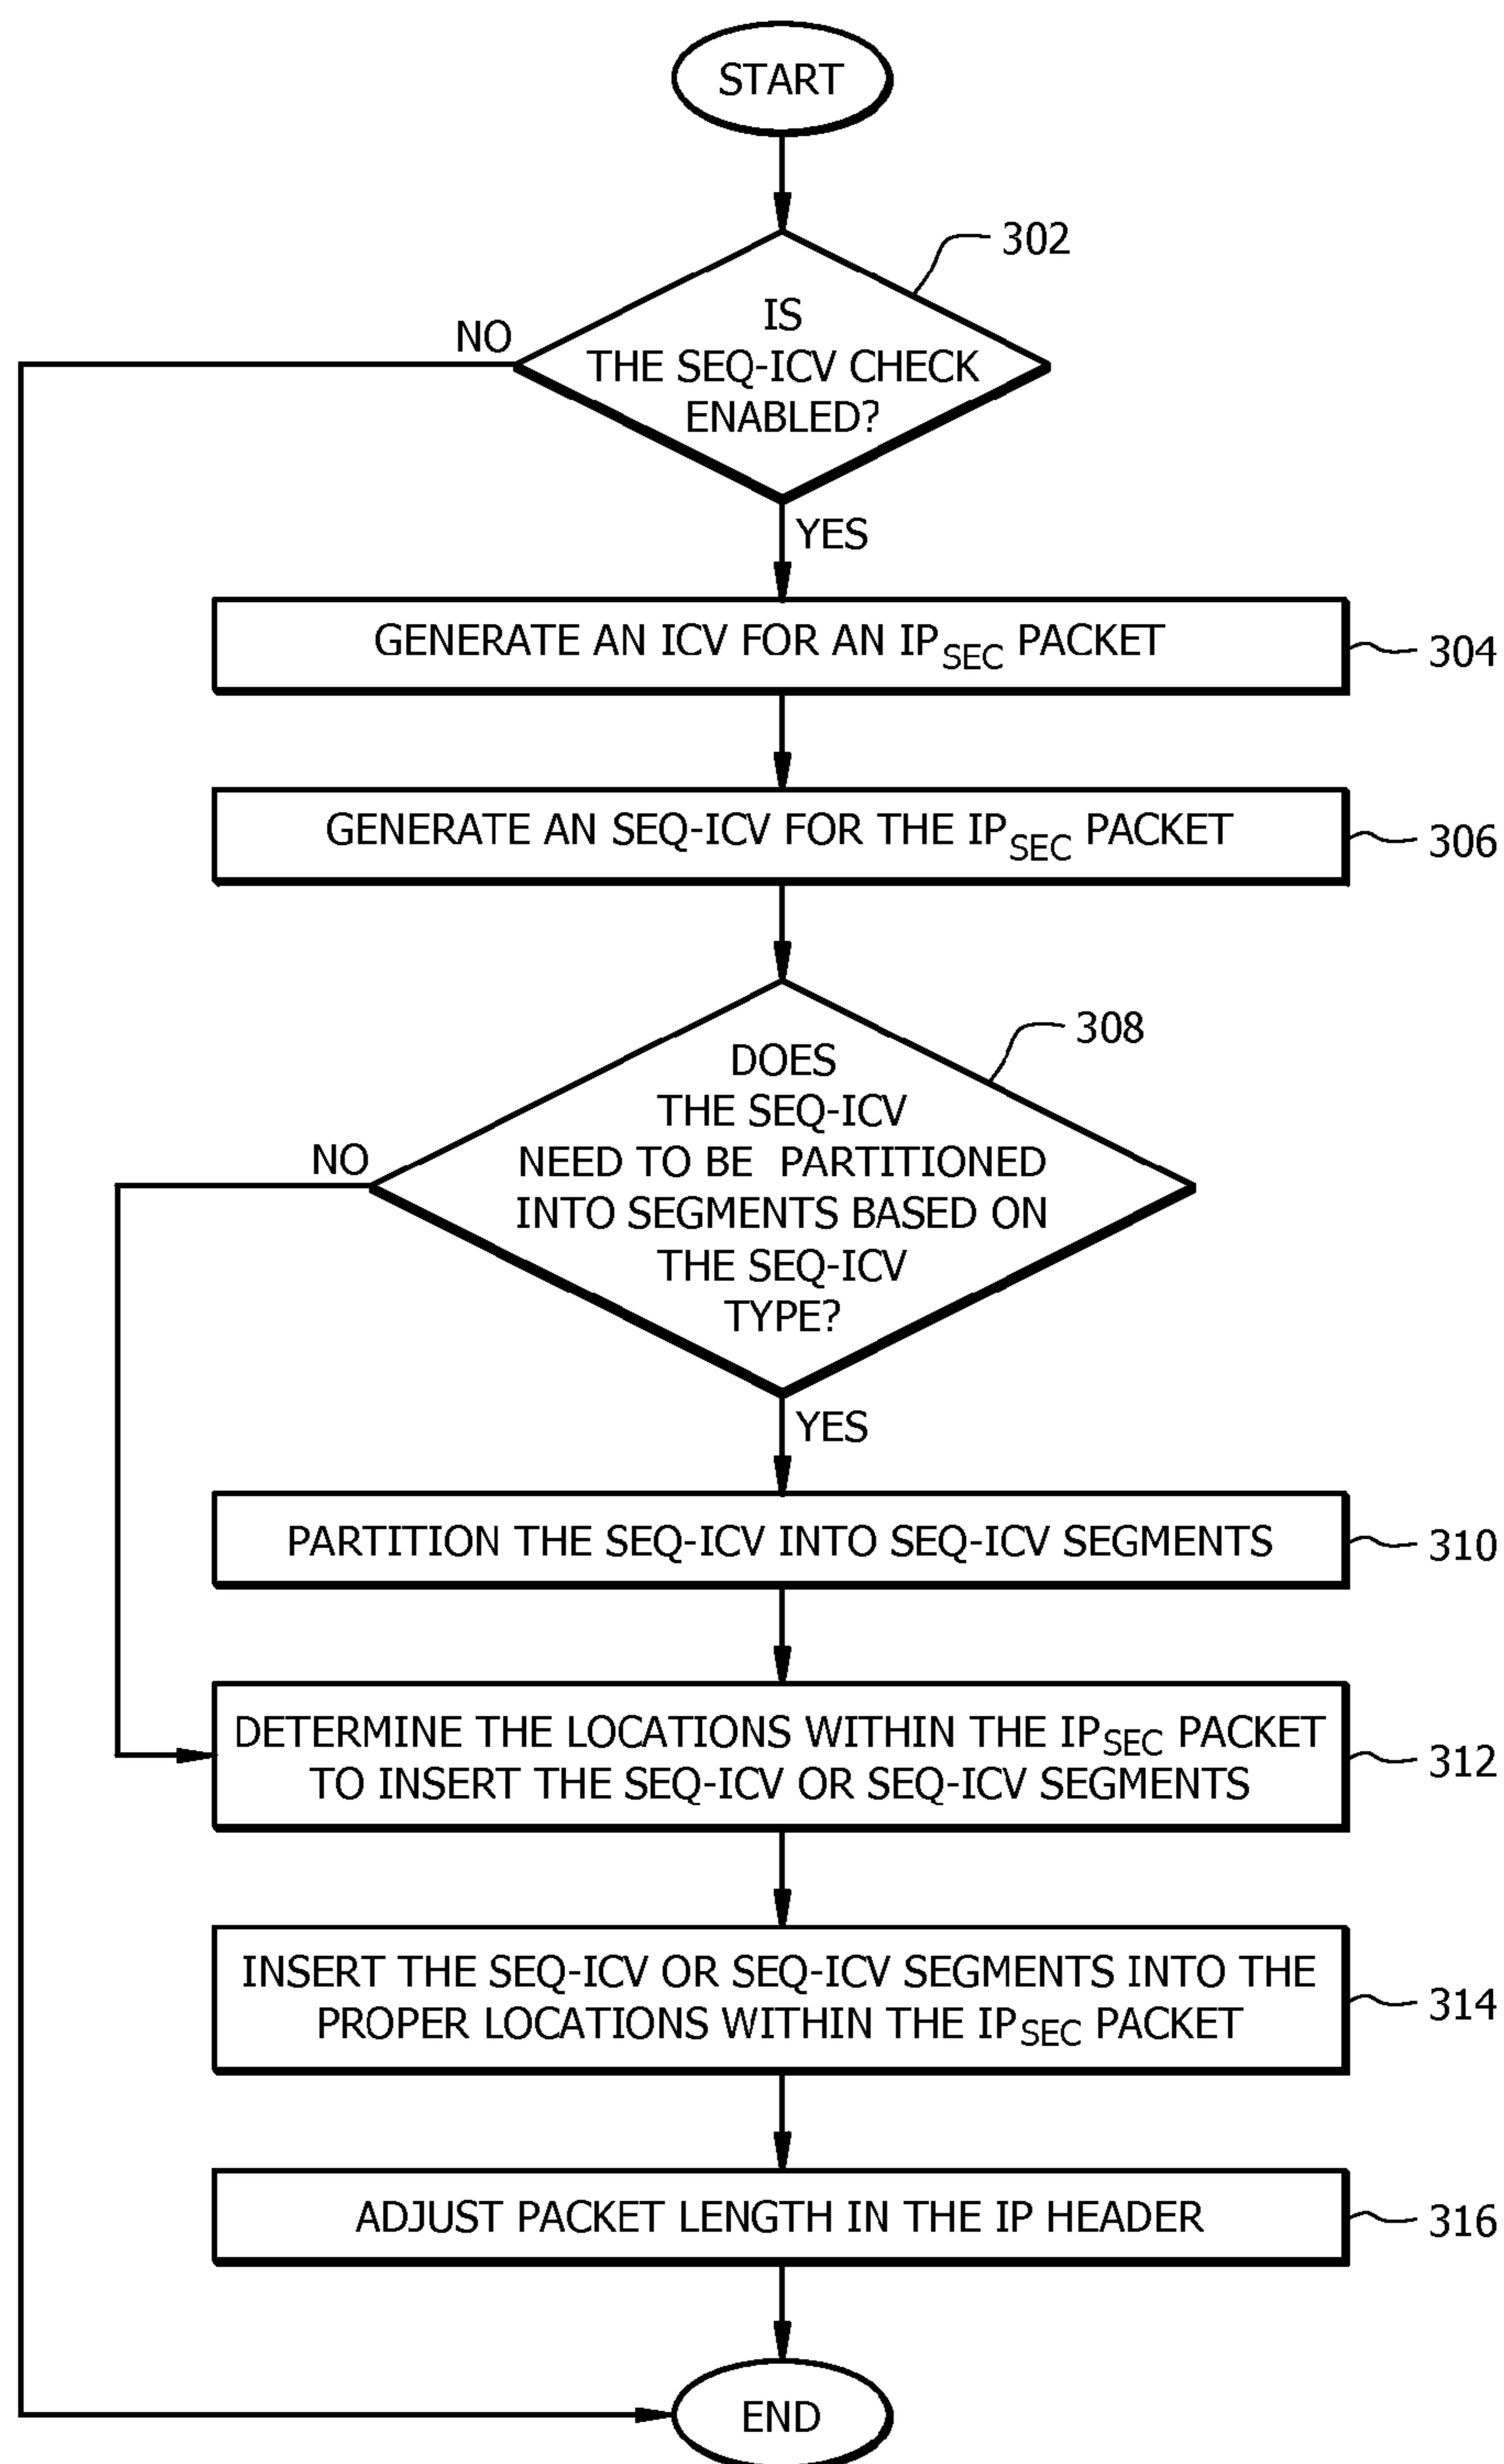 START
302
NO
IS
THE SEQ-ICV CHECK
ENABLED?
YES
GENERATE AN ICV FOR AN IPSEC PACKET
304
GENERATE AN SEQ-ICV FOR THE IPSEC PACKET
306
308
NO
DOES
THE SEQ-ICV
NEED TO BE PARTITIONED
INTO SEGMENTS BASED ON
THE SEQ-ICV
TYPE?
YES
PARTITION THE SEQ-ICV INTO SEQ-ICV SEGMENTS
310
DETERMINE THE LOCATIONS WITHIN THE IPSEC PACKET
TO INSERT THE SEQ-ICV OR SEQ-ICV SEGMENTS
312
INSERT THE SEQ-ICV OR SEQ-ICV SEGMENTS INTO THE
PROPER LOCATIONS WITHIN THE IPSEC PACKET
314
ADJUST PACKET LENGTH IN THE IP HEADER
316
END